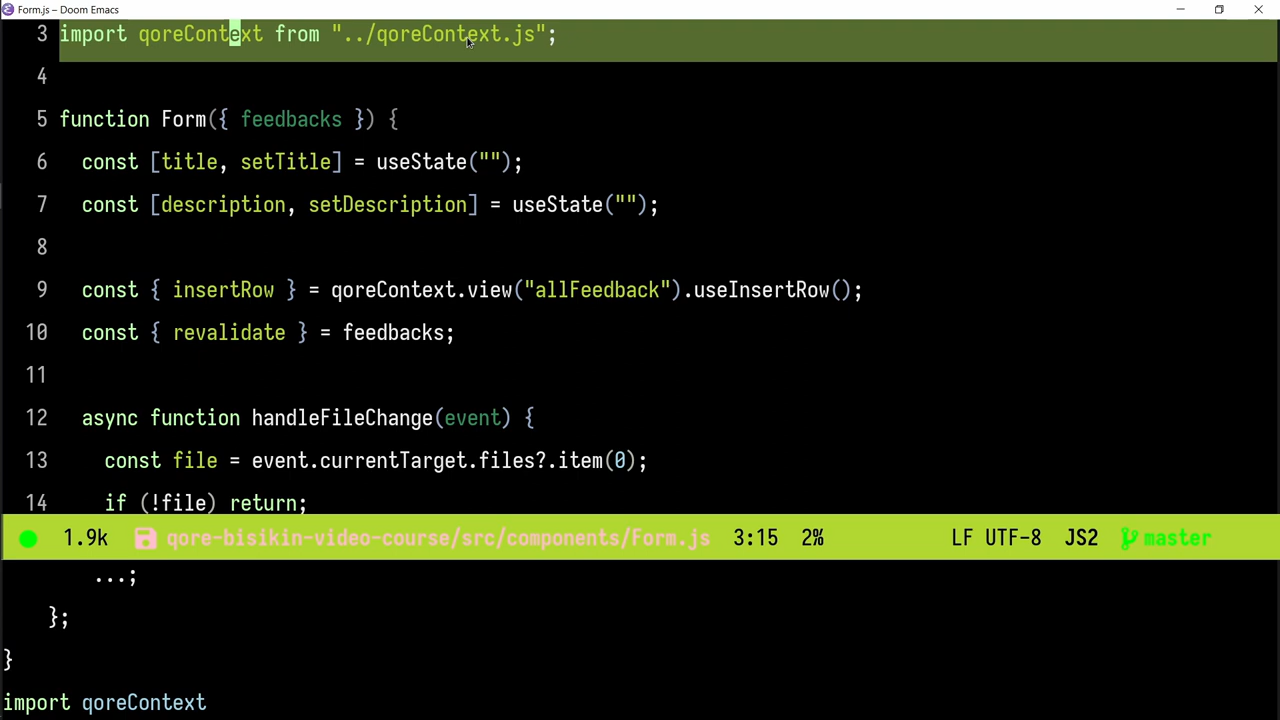 Form.js – Doom Emacs
3 import qoreContext from "../qoreContext.js";
4
5 function Form({ feedbacks }) {
6 const [title, setTitle] = useState("");
7 const [description, setDescription] = useState("");
8
9 const { insertRow } = qoreContext.view("allFeedback").useInsertRow();
10 const { revalidate } = feedbacks;
11
12 async function handleFileChange(event) {
13 const file = event.currentTarget.files?.item(0);
14 if (!file) return;
1.9k qore-bisikin-video-course/src/components/Form.js 3:15 2% LF UTF-8 JS2 master
...;
};
}
import qoreContext